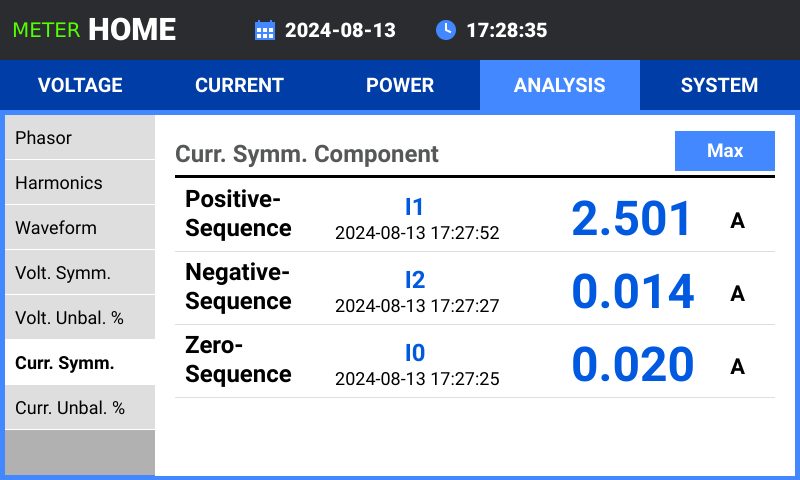 METER HOME 2024-08-13 17:28:35
VOLTAGE CURRENT POWER ANALYSIS SYSTEM
Phasor
Harmonics
Waveform
Volt. Symm.
Volt. Unbal. %
Curr. Symm.
Curr. Unbal. %
Curr. Symm. Component Max
Positive-
Sequence
I1
2024-08-13 17:27:52
2.501 A
Negative-
Sequence
I2
2024-08-13 17:27:27
0.014 A
Zero-
Sequence
I0
2024-08-13 17:27:25
0.020 A